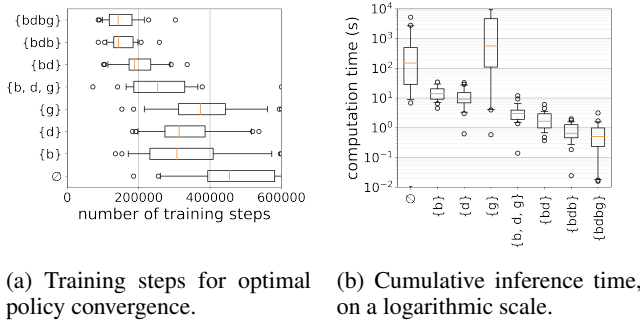 {bdbg}
{bdb}
{bd}
{b, d, g}
{g}
{d}
{b}
∅
0 200000 400000 600000
number of training steps
computation time (s)
10^4
10^3
10^2
10^1
10^0
10^−1
10^−2
∅ {b} {d} {g} {b, d, g} {bd} {bdb} {bdbg}
(a) Training steps for optimal
policy convergence.
(b) Cumulative inference time,
on a logarithmic scale.